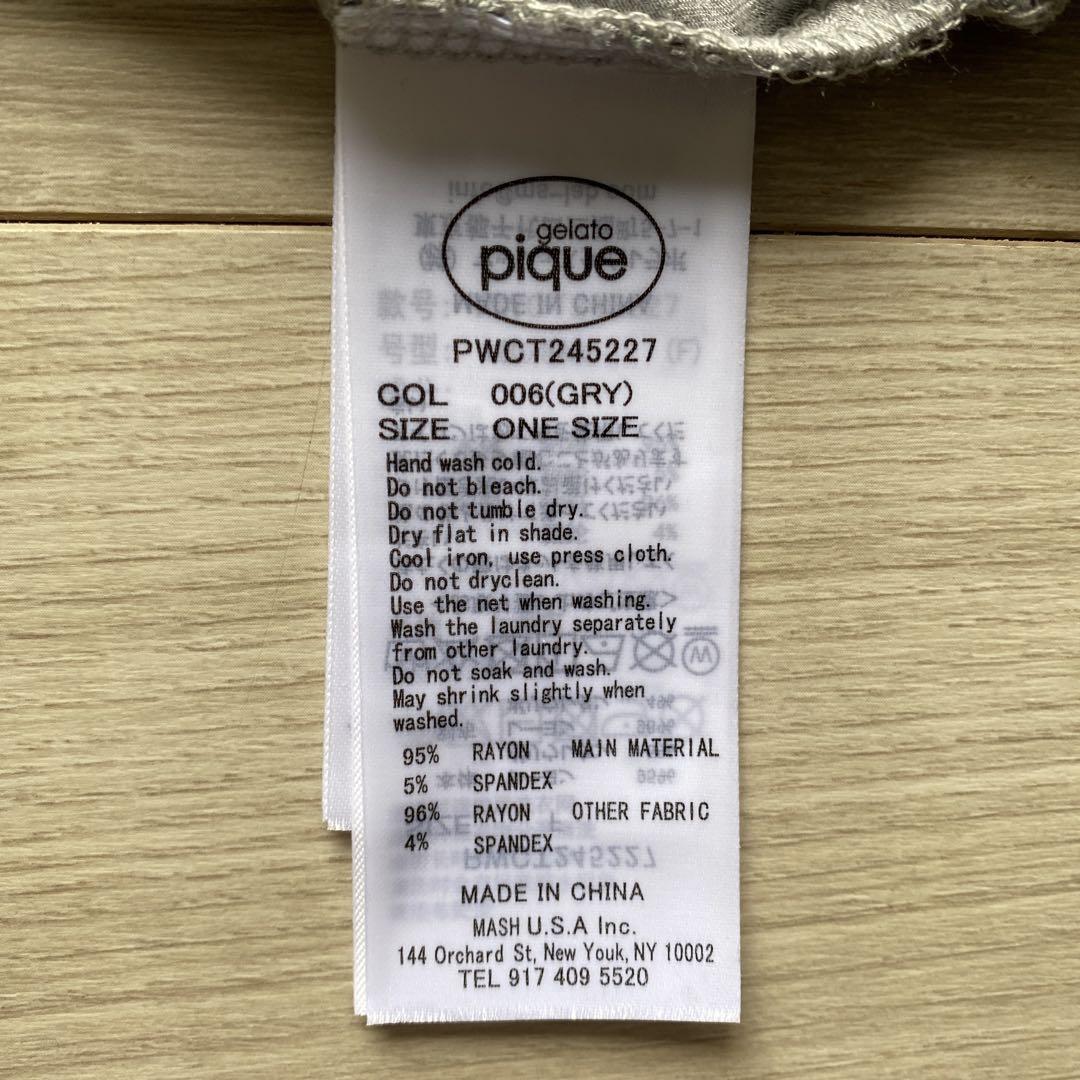 gelato
pique
PWCT245227
COL 006(GRY)
SIZE ONE SIZE
Hand wash cold.
Do not bleach.
Do not tumble dry.
Dry flat in shade.
Cool iron, use press cloth.
Do not dryclean.
Use the net when washing.
Wash the laundry separately
from other laundry.
Do not soak and wash.
May shrink slightly when
washed.
95% RAYON MAIN MATERIAL
5% SPANDEX
96% RAYON OTHER FABRIC
4% SPANDEX
MADE IN CHINA
MASH U.S.A Inc.
144 Orchard St, New Youk, NY 10002
TEL 917 409 5520